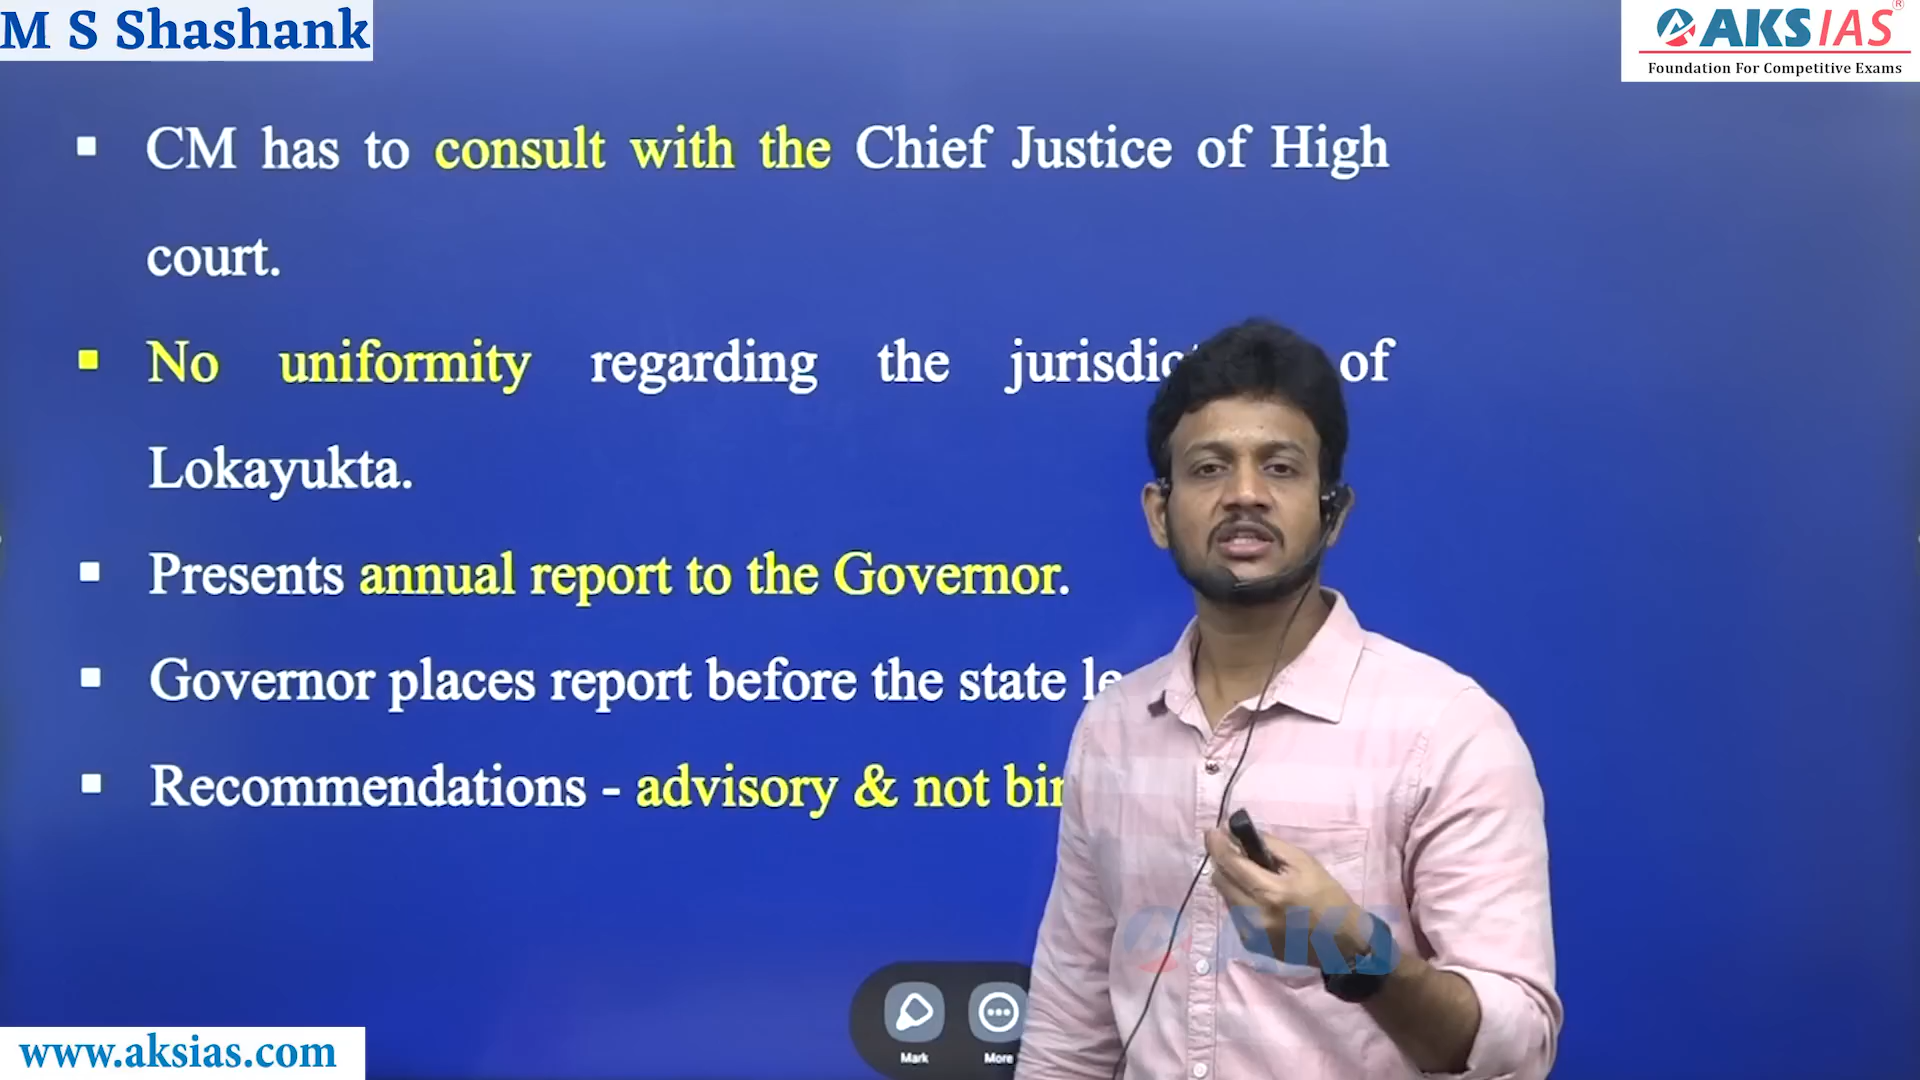 M S Shashank
AKS IAS ®
Foundation For Competitive Exams
▪ CM has to consult with the Chief Justice of High
court.
▪ No uniformity regarding the of
Lokayukta.
▪ Presents annual report to the Governor.
▪ Governor places report before the state
▪ Recommendations - advisory & not
AKS
Mark
More
www.aksias.com